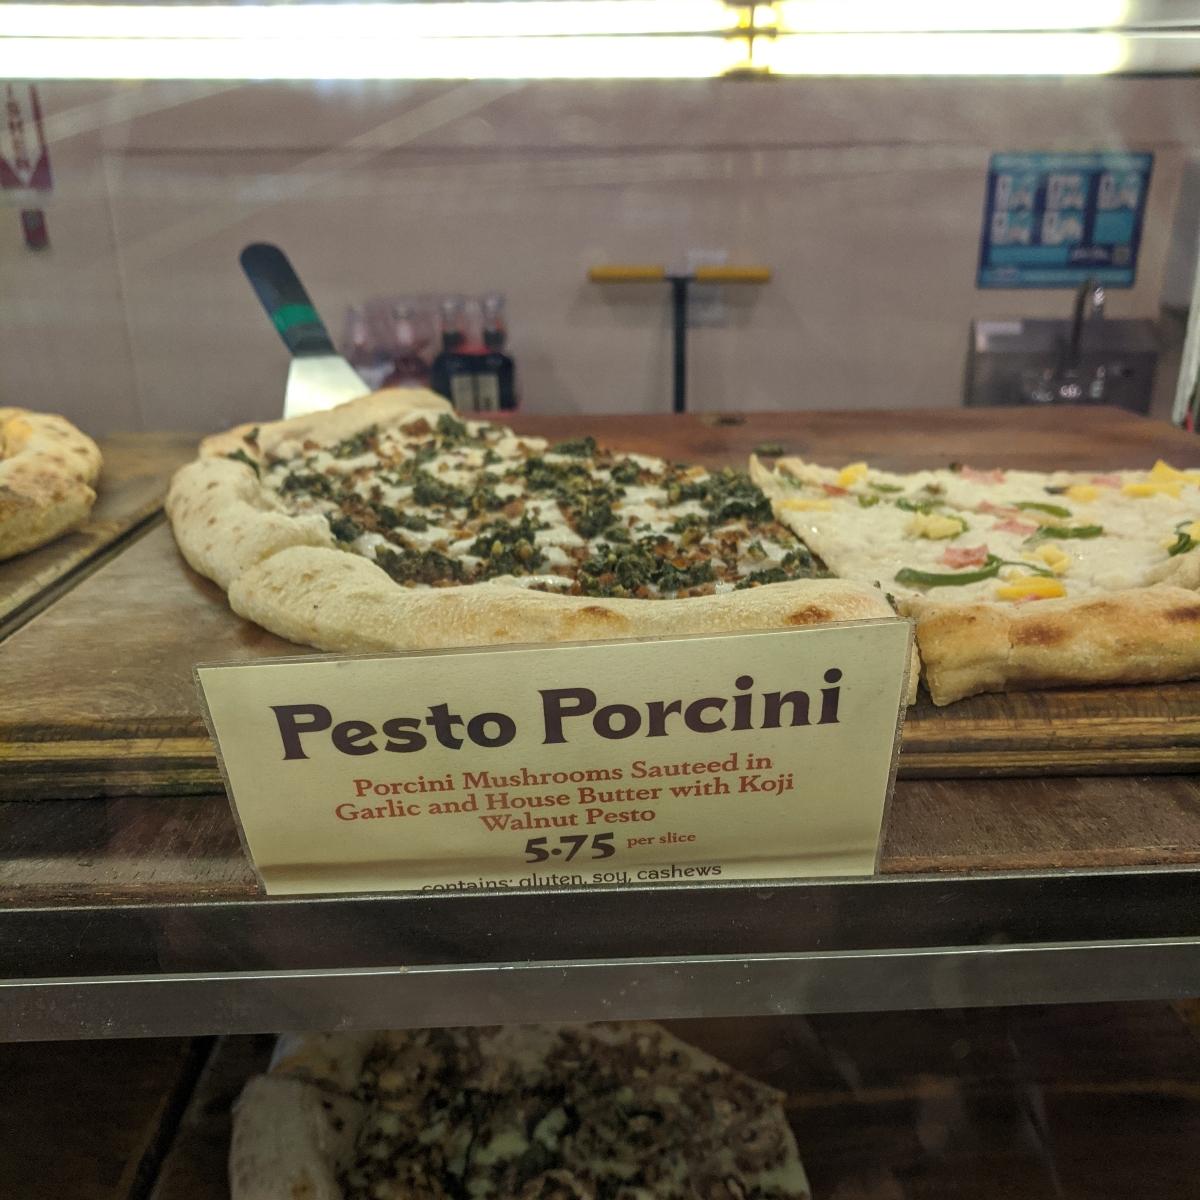 Pesto Porcini
Porcini Mushrooms Sauteed in
Garlic and House Butter with Koji
Walnut Pesto
5.75 per slice
contains: gluten, soy, cashews